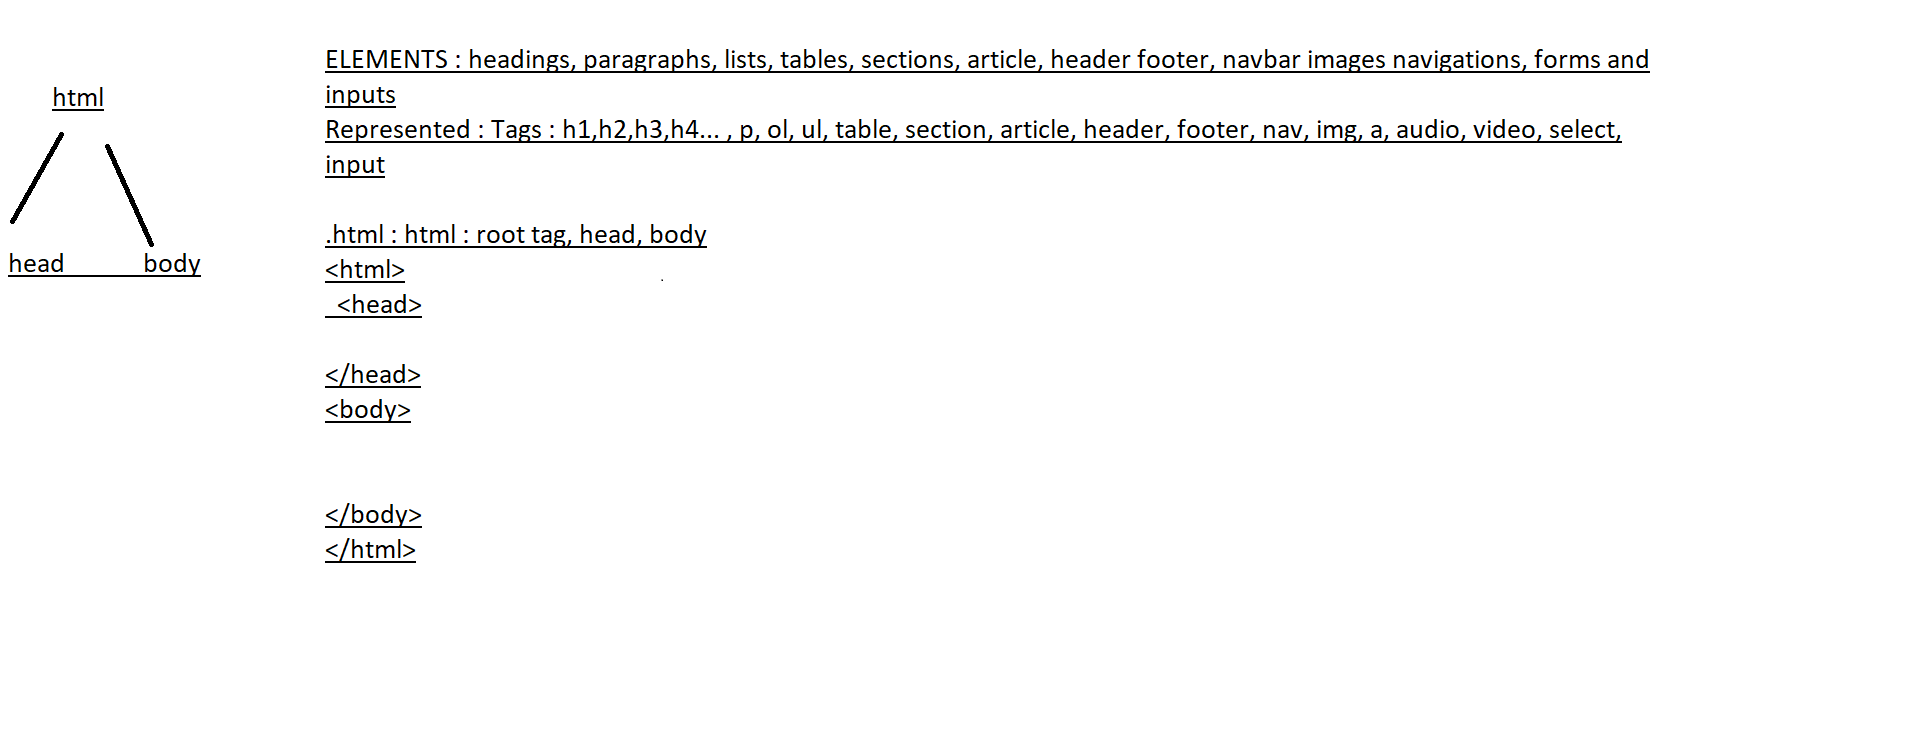 html
head body
ELEMENTS : headings, paragraphs, lists, tables, sections, article, header footer, navbar images navigations, forms and
inputs
Represented : Tags : h1,h2,h3,h4... , p, ol, ul, table, section, article, header, footer, nav, img, a, audio, video, select,
input
.html : html : root tag, head, body
<html>
<head>
</head>
<body>
</body>
</html>